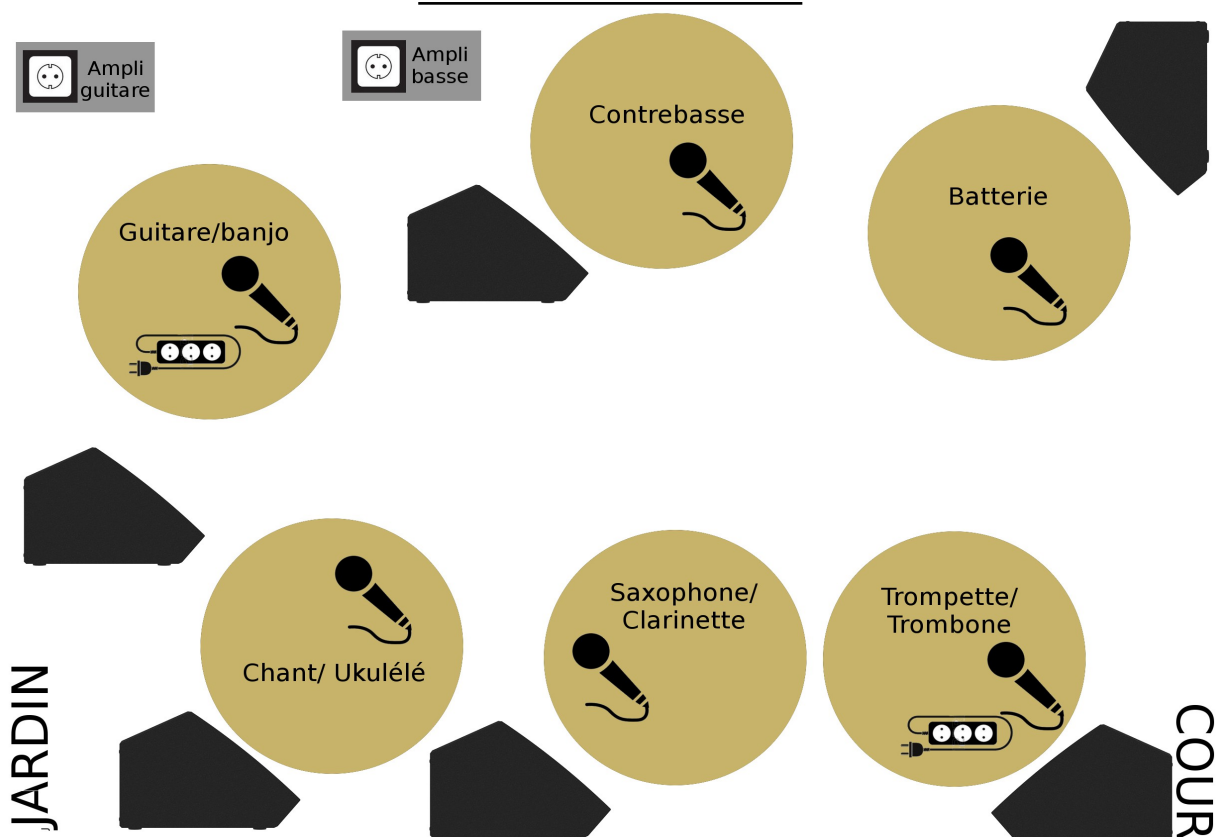 Ampli
guitare
Ampli
basse
Contrebasse
Batterie
Guitare/banjo
Saxophone/
Clarinette
Trompette/
Trombone
Chant/ Ukulélé
JARDIN
COUR